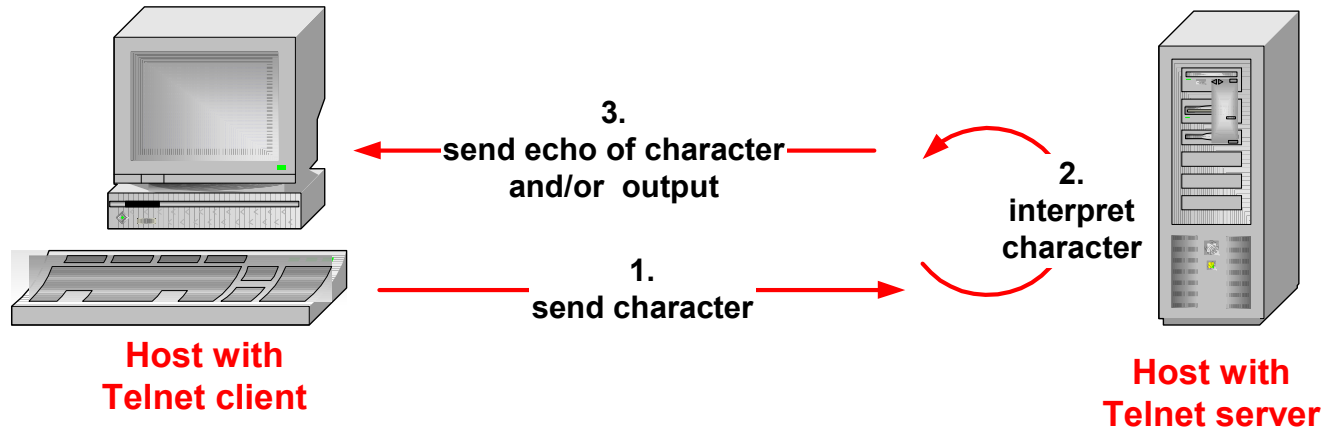 3.
send echo of character
and/or output
2.
interpret
character
1.
send character
Host with
Telnet client
Host with
Telnet server